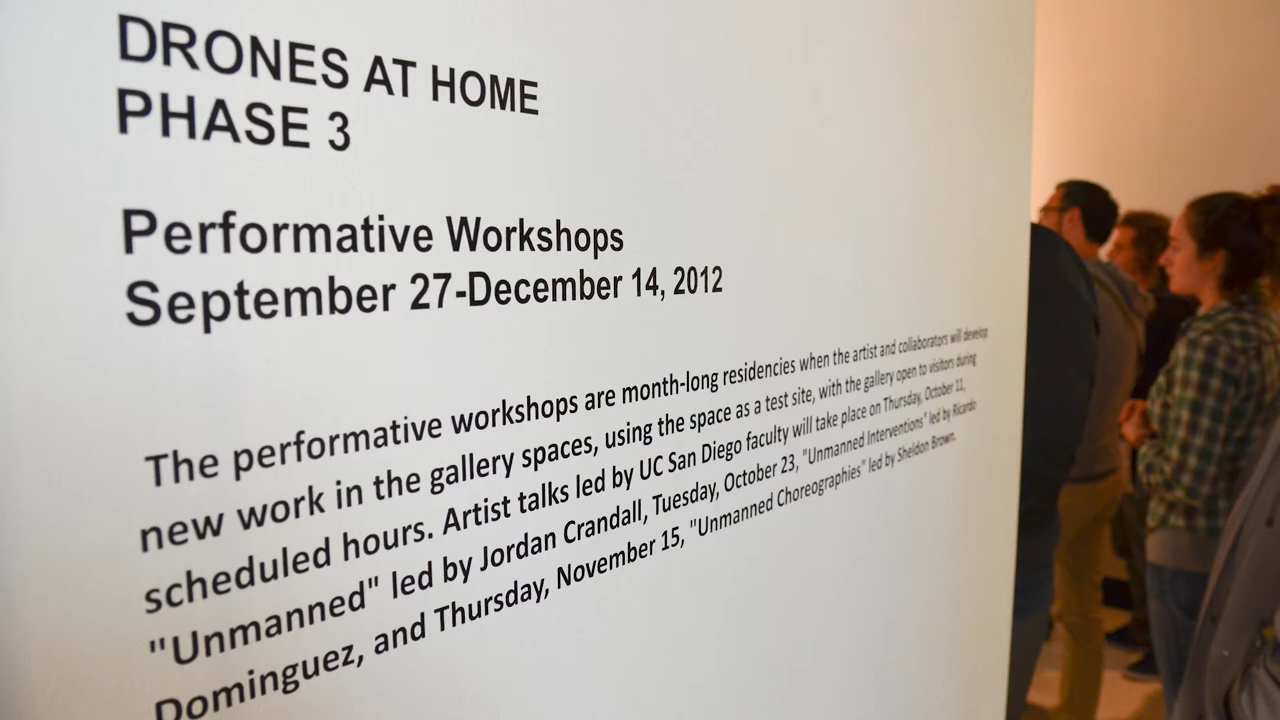 DRONES AT HOME
PHASE 3
Performative Workshops
September 27-December 14, 2012
The performative workshops are month-long residencies when the artist and collaborators will develop
new work in the gallery spaces, using the space as a test site, with the gallery open to visitors during
scheduled hours. Artist talks led by UC San Diego faculty will take place on Thursday, October 11,
"Unmanned" led by Jordan Crandall, Tuesday, October 23, "Unmanned Interventions" led by Ricardo
Dominguez, and Thursday, November 15, "Unmanned Choreographies" led by Sheldon Brown.